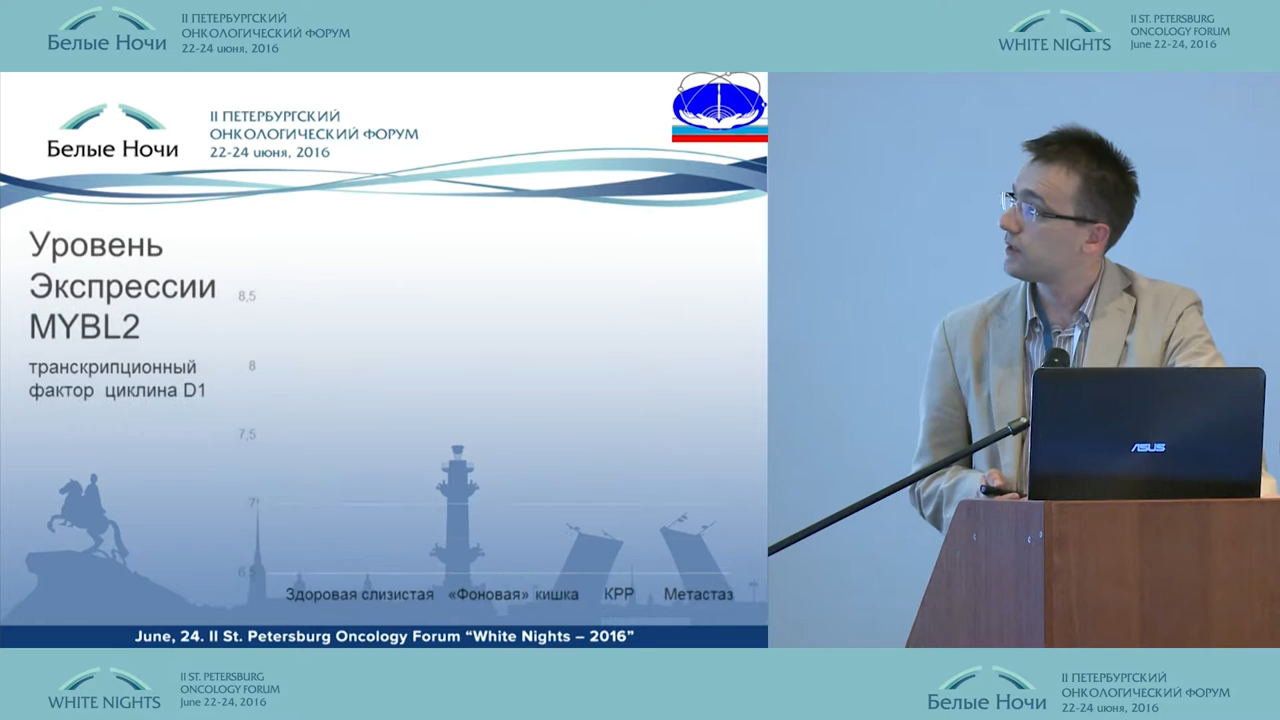 Белые Ночи
II ПЕТЕРБУРГСКИЙ
ОНКОЛОГИЧЕСКИЙ ФОРУМ
22-24 июня, 2016
WHITE NIGHTS
II ST. PETERSBURG
ONCOLOGY FORUM
June 22-24, 2016
Белые Ночи
II ПЕТЕРБУРГСКИЙ
ОНКОЛОГИЧЕСКИЙ ФОРУМ
22-24 июня, 2016
Уровень
Экспрессии
MYBL2
транскрипционный
фактор циклина D1
8,5
8
7,5
7
Здоровая слизистая «Фоновая» кишка КРР Метастаз
June, 24. II St. Petersburg Oncology Forum “White Nights – 2016”
ASUS
WHITE NIGHTS
II ST. PETERSBURG
ONCOLOGY FORUM
June 22-24, 2016
Белые Ночи
II ПЕТЕРБУРГСКИЙ
ОНКОЛОГИЧЕСКИЙ ФОРУМ
22-24 июня, 2016